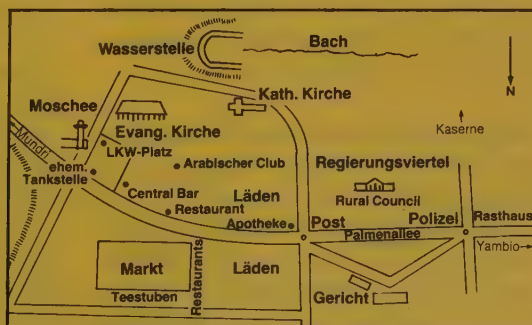 Wasserstelle
Bach
N
Moschee
Kath. Kirche
Evang. Kirche
Kaserne
Mundri
LKW-Platz
ehem.
Tankstelle
Arabischer Club
Regierungsviertel
Central Bar
Läden
Rural Council
Restaurant
Apotheke
Post
Polizei
Rasthaus
Palmenallee
Yambio
Markt
Restaurants
Läden
Teestuben
Gericht